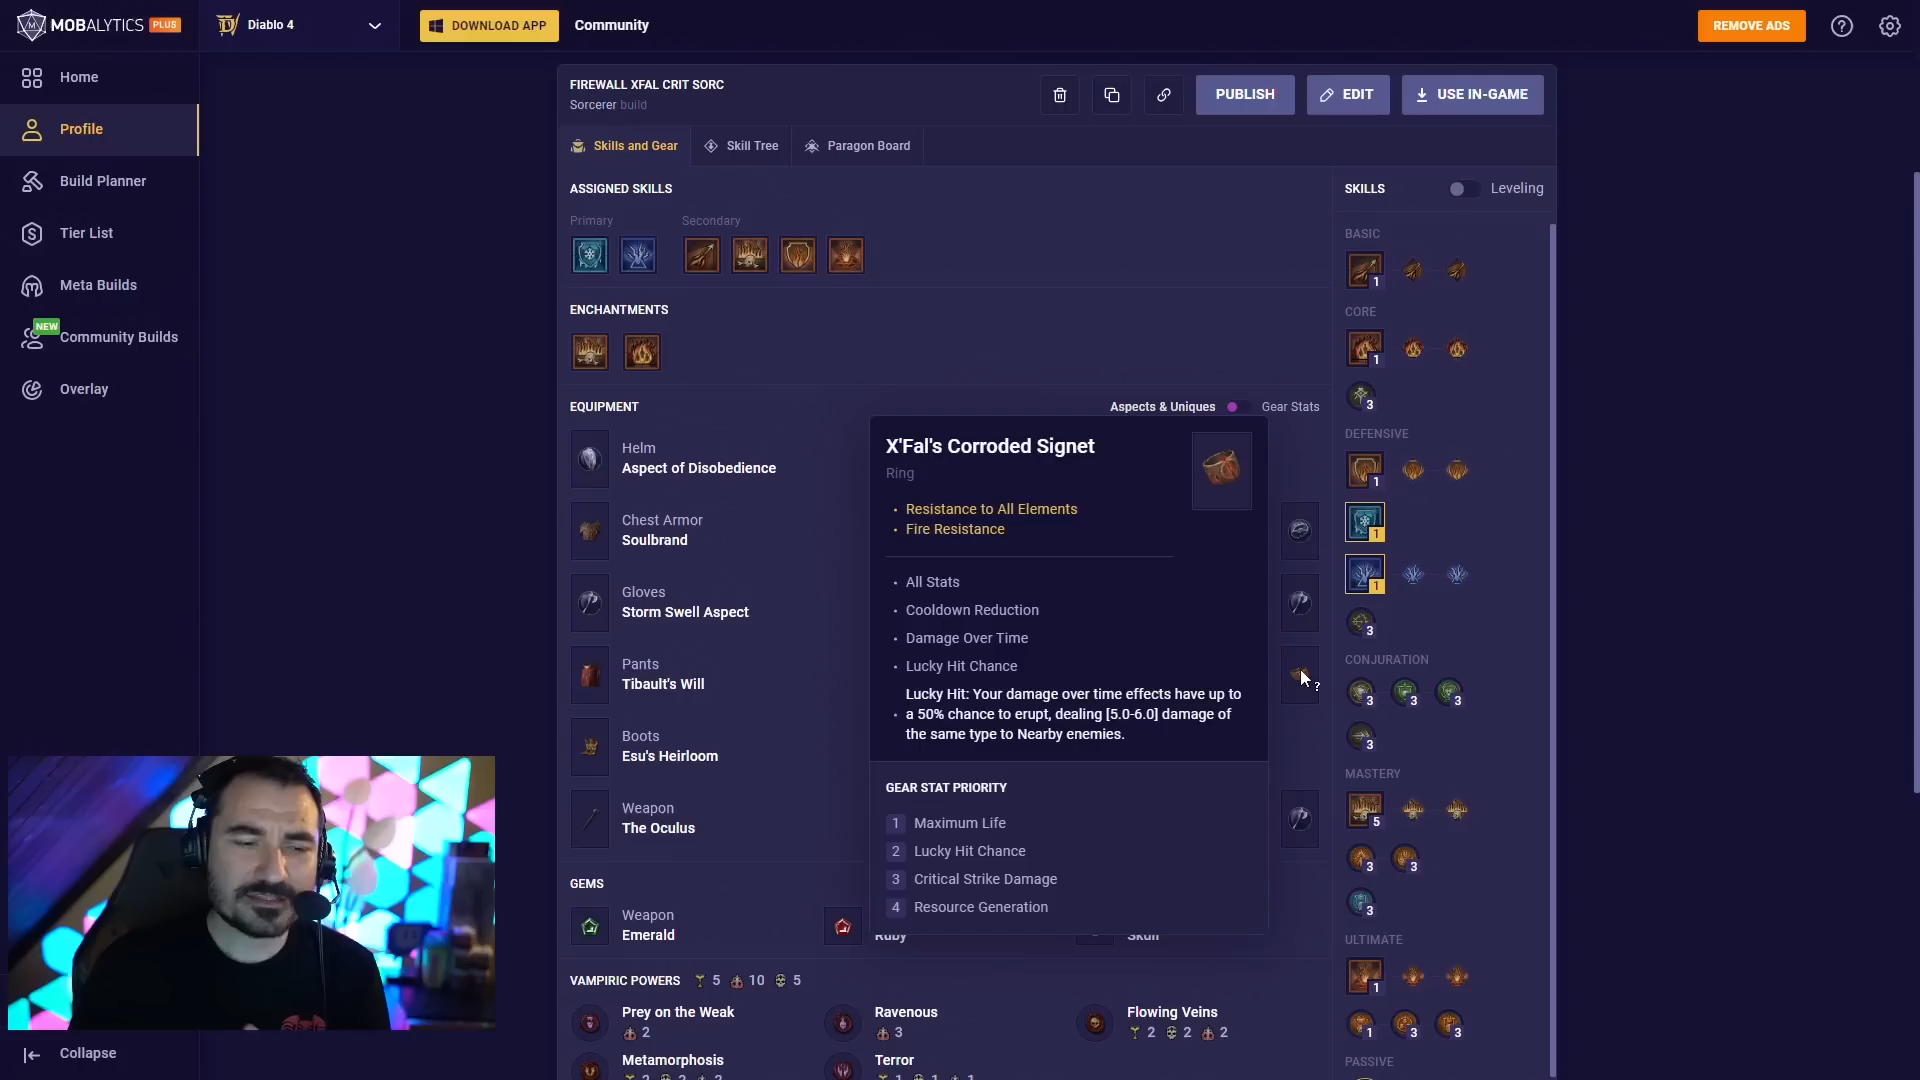 MOBALYTICS PLUS
Diablo 4
DOWNLOAD APP
Community
REMOVE ADS
Home
Profile
Build Planner
Tier List
Meta Builds
NEW
Community Builds
Overlay
Collapse
FIREWALL XFAL CRIT SORC
Sorcerer build
PUBLISH
EDIT
USE IN-GAME
Skills and Gear
Skill Tree
Paragon Board
ASSIGNED SKILLS
Primary
Secondary
ENCHANTMENTS
EQUIPMENT
Aspects & Uniques
Gear Stats
Helm
Aspect of Disobedience
Chest Armor
Soulbrand
Gloves
Storm Swell Aspect
Pants
Tibault's Will
Boots
Esu's Heirloom
Weapon
The Oculus
X'Fal's Corroded Signet
Ring
Resistance to All Elements
Fire Resistance
All Stats
Cooldown Reduction
Damage Over Time
Lucky Hit Chance
Lucky Hit: Your damage over time effects have up to
a 50% chance to erupt, dealing [5.0-6.0] damage of
the same type to Nearby enemies.
GEAR STAT PRIORITY
1 Maximum Life
2 Lucky Hit Chance
3 Critical Strike Damage
4 Resource Generation
?
GEMS
Weapon
Emerald
Ruby
Skull
VAMPIRIC POWERS 5 10 5
Prey on the Weak
2
Ravenous
3
Flowing Veins
2 2 2
Metamorphosis
2 2 2
Terror
1 1 1
SKILLS
Leveling
BASIC
1
CORE
1
3
DEFENSIVE
1
1
1
3
CONJURATION
3 3 3
3
MASTERY
5
3 3
3
ULTIMATE
1
1 3 3
PASSIVE